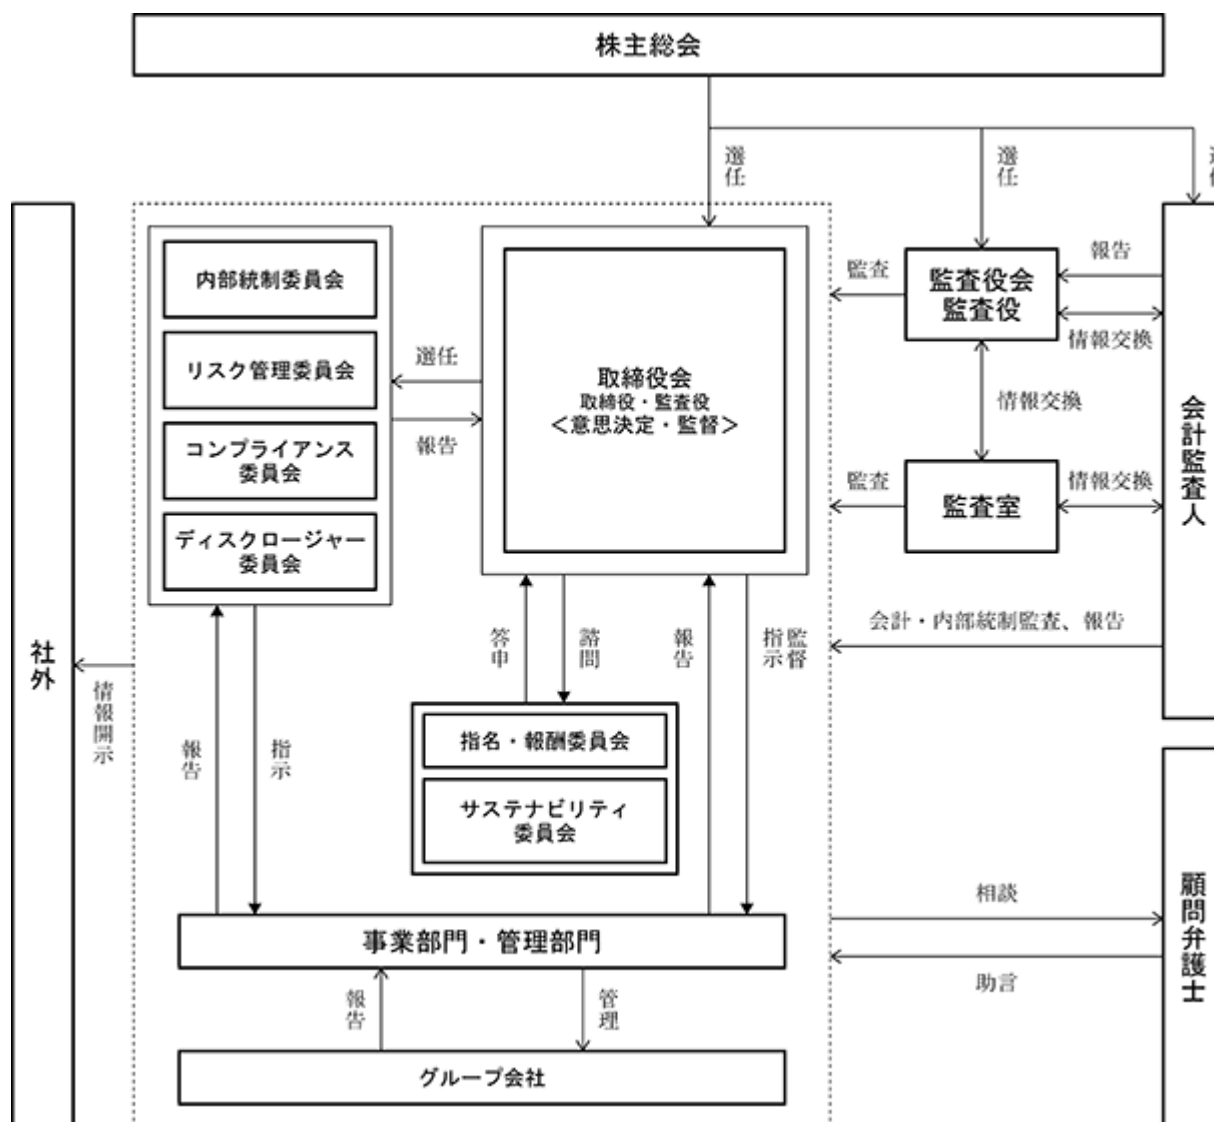 株主総会
選任
選任
選任
内部統制委員会
リスク管理委員会
コンプライアンス
委員会
ディスクロージャー
委員会
選任
報告
取締役会
取締役・監査役
＜意思決定・監督＞
監査
監査役会
監査役
報告
情報交換
情報交換
監査
監査室
情報交換
会計監査人
会計・内部統制監査、報告
社外
情報開示
報告
指示
答申
諮問
報告
監督
指示
指名・報酬委員会
サステナビリティ
委員会
事業部門・管理部門
相談
助言
顧問弁護士
報告
管理
グループ会社